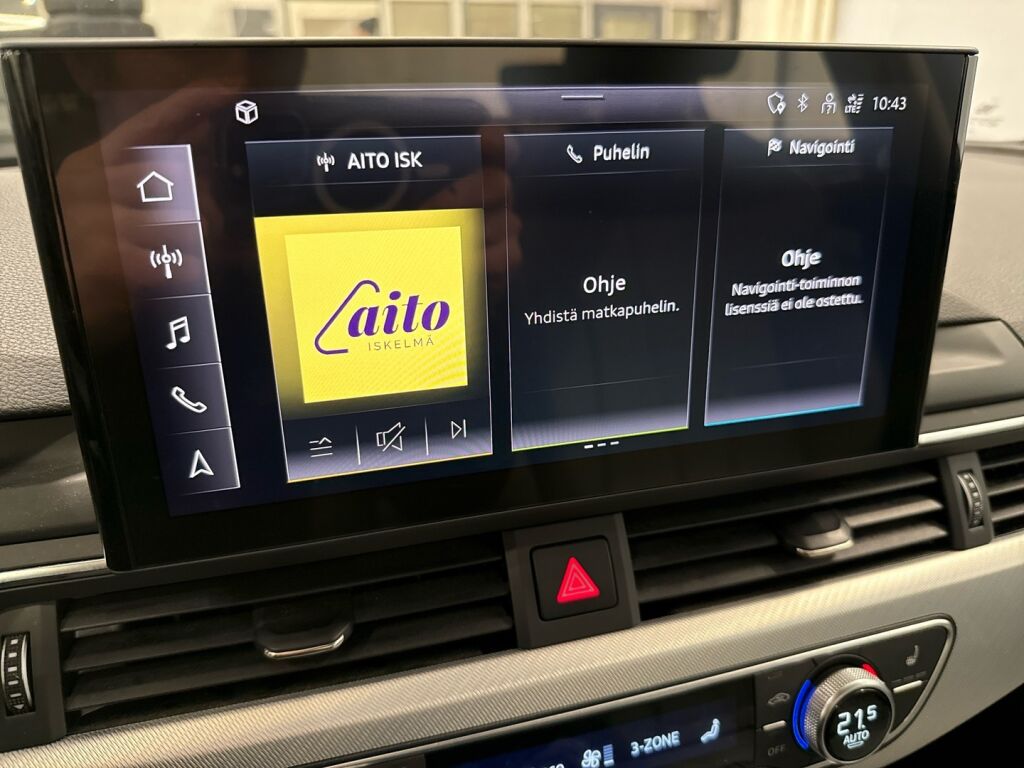 LTE
10:43
AITO ISK
aito
ISKELMÄ
Puhelin
Ohje
Yhdistä matkapuhelin.
Navigointi
Ohje
Navigointi-toiminnon
lisenssiä ei ole ostettu.
21.5
AUTO
OFF
3-ZONE